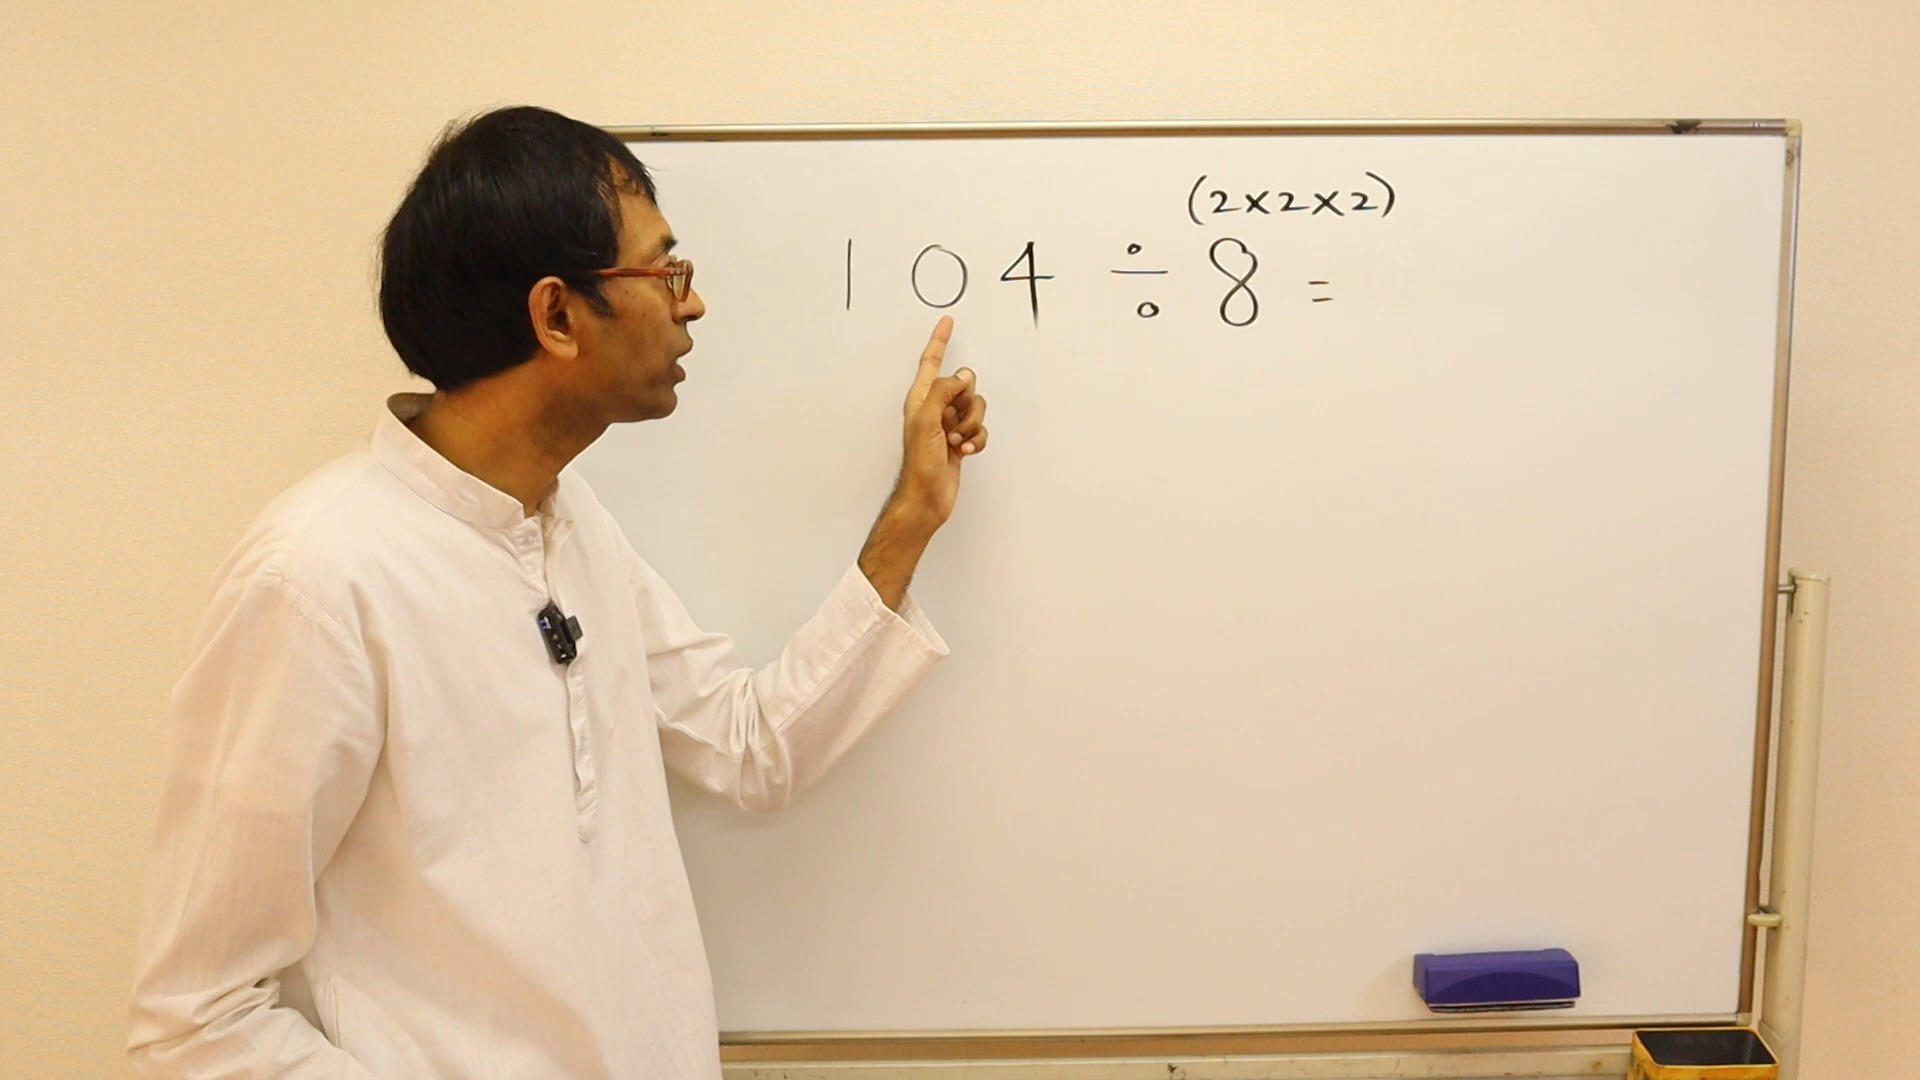 (2×2×2)
104 ÷ 8 =